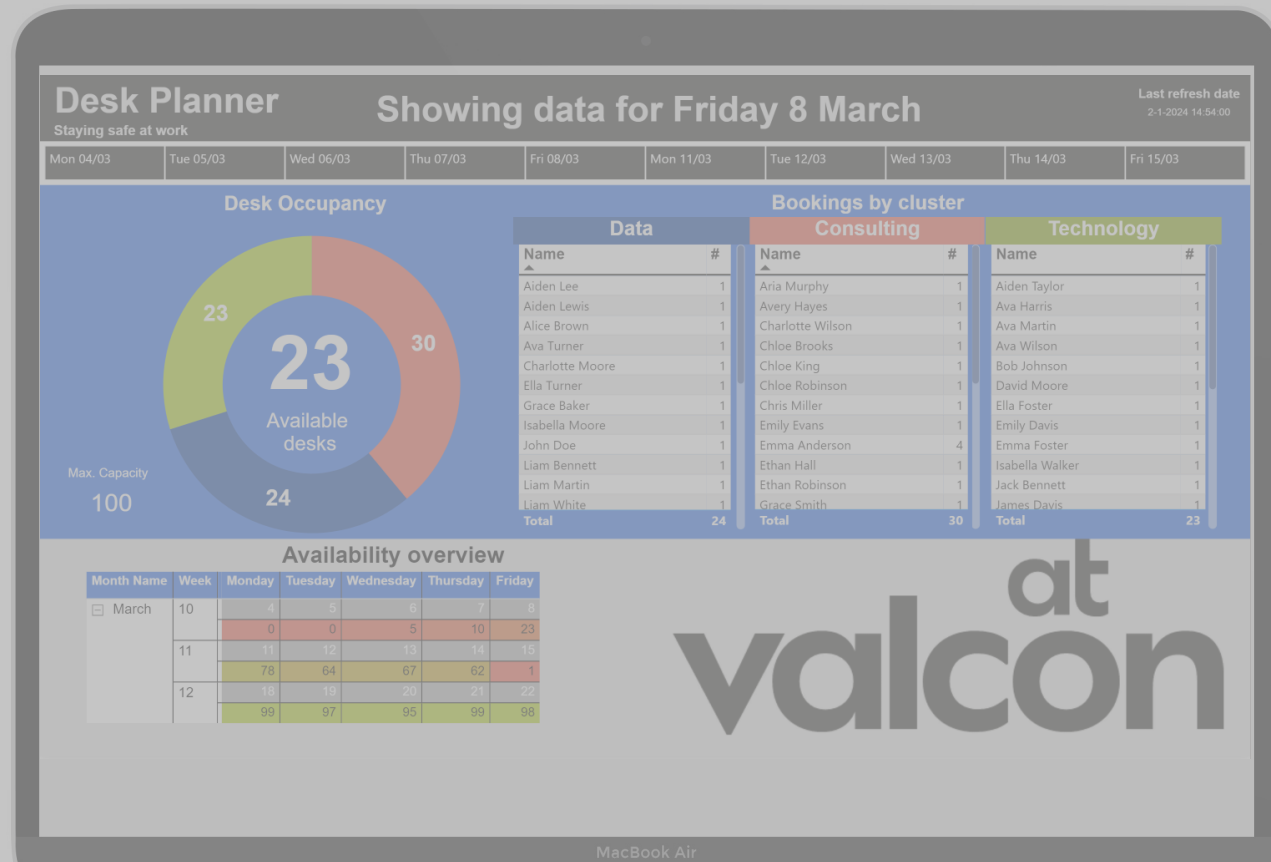 Desk Planner
Staying safe at work
Showing data for Friday 8 March
Last refresh date
2-1-2024 14:54:00
Mon 04/03 Tue 05/03 Wed 06/03 Thu 07/03 Fri 08/03 Mon 11/03 Tue 12/03 Wed 13/03 Thu 14/03 Fri 15/03
Desk Occupancy
23
30
24
23
Available
desks
Max. Capacity
100
Bookings by cluster
Data
Name #
Aiden Lee 1
Aiden Lewis 1
Alice Brown 1
Ava Turner 1
Charlotte Moore 1
Ella Turner 1
Grace Baker 1
Isabella Moore 1
John Doe 1
Liam Bennett 1
Liam Martin 1
Liam White 1
Total 24
Consulting
Name #
Aria Murphy 1
Avery Hayes 1
Charlotte Wilson 1
Chloe Brooks 1
Chloe King 1
Chloe Robinson 1
Chris Miller 1
Emily Evans 1
Emma Anderson 4
Ethan Hall 1
Ethan Robinson 1
Grace Smith 1
Total 30
Technology
Name #
Aiden Taylor 1
Ava Harris 1
Ava Martin 1
Ava Wilson 1
Bob Johnson 1
David Moore 1
Ella Foster 1
Emily Davis 1
Emma Foster 1
Isabella Walker 1
Jack Bennett 1
James Davis 1
Total 23
Availability overview
Month Name Week Monday Tuesday Wednesday Thursday Friday
March 10 4 5 6 7 8
0 0 5 10 23
11 11 12 13 14 15
78 64 67 62 1
12 18 19 20 21 22
99 97 95 99 98
at
valcon
MacBook Air